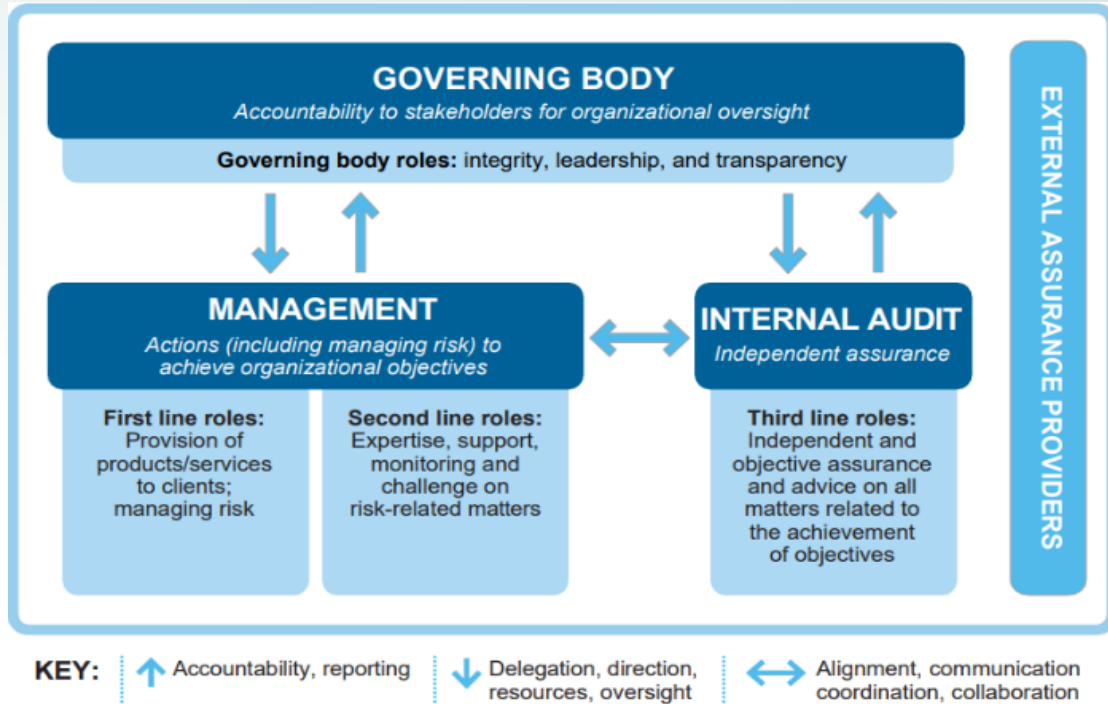 GOVERNING BODY
Accountability to stakeholders for organizational oversight
Governing body roles: integrity, leadership, and transparency
MANAGEMENT
Actions (including managing risk) to
achieve organizational objectives
First line roles:
Provision of
products/services
to clients;
managing risk
Second line roles:
Expertise, support,
monitoring and
challenge on
risk-related matters
INTERNAL AUDIT
Independent assurance
Third line roles:
Independent and
objective assurance
and advice on all
matters related to
the achievement
of objectives
EXTERNAL ASSURANCE PROVIDERS
KEY:
Accountability, reporting
Delegation, direction,
resources, oversight
Alignment, communication
coordination, collaboration